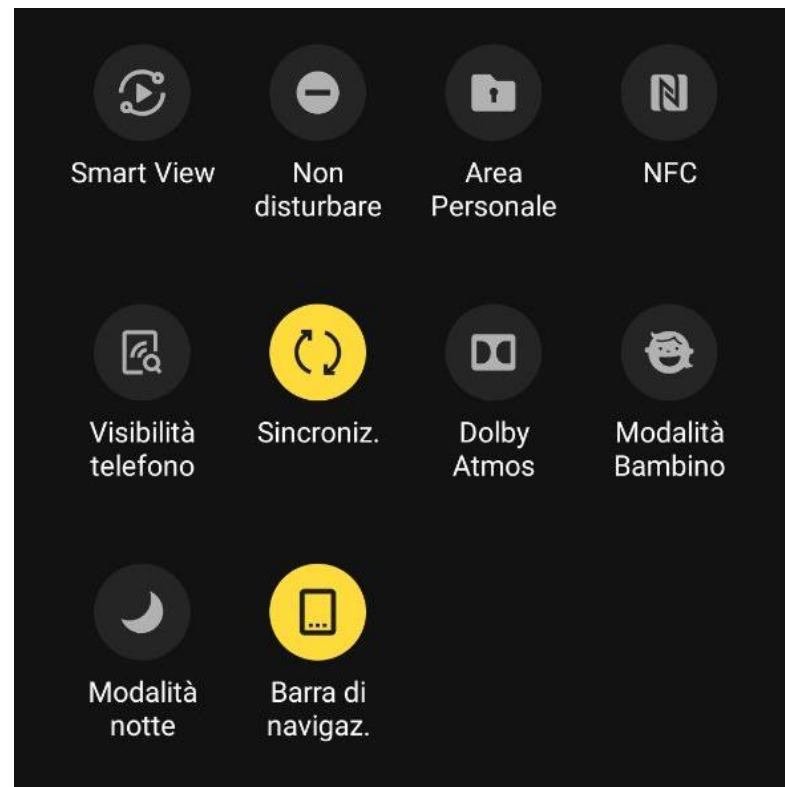 Smart View
Non
disturbare
Area
Personale
NFC
Visibilità
telefono
Sincroniz.
Dolby
Atmos
Modalità
Bambino
Modalità
notte
Barra di
navigaz.